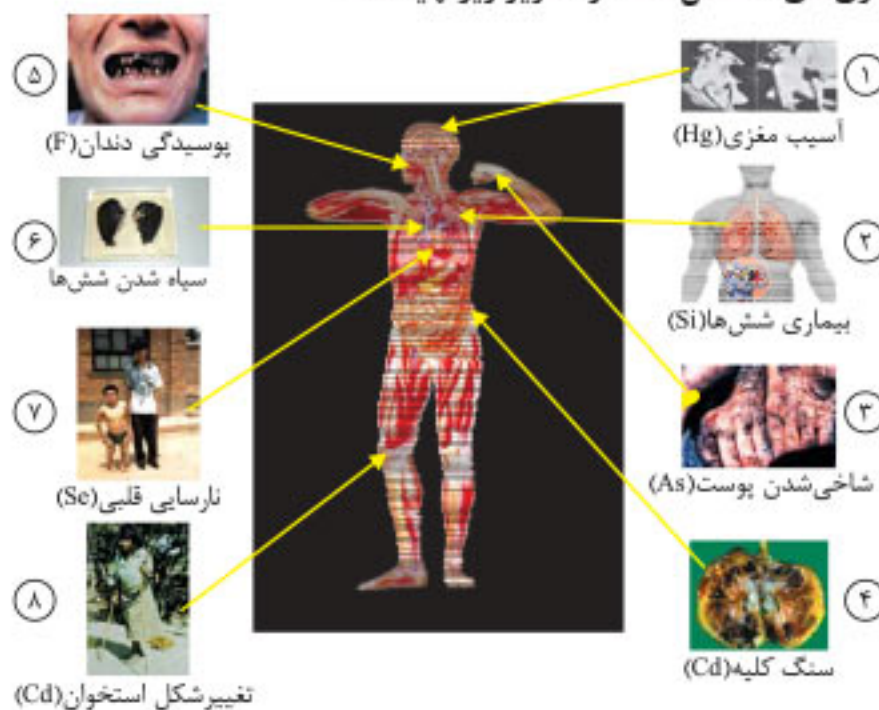 ۱
آسیب مغزی(Hg)
۲
بیماری شش‌ها(Si)
۳
شاخی‌شدن پوست(As)
۴
سنگ کلیه(Cd)
۵
پوسیدگی دندان(F)
۶
سیاه شدن شش‌ها
۷
نارسایی قلبی(Se)
۸
تغییرشکل استخوان(Cd)